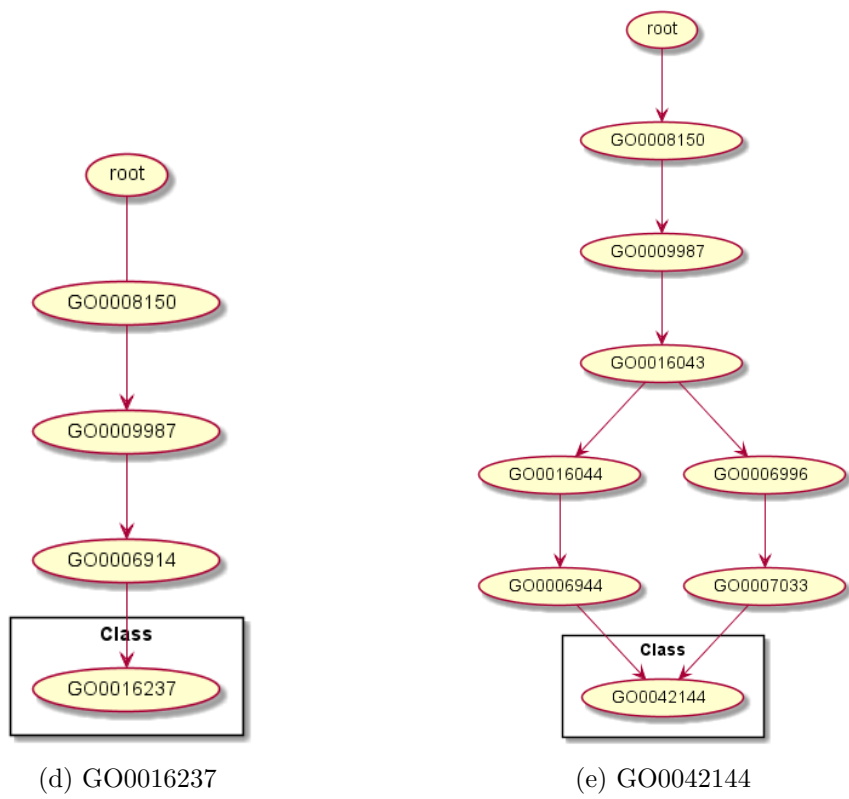 root
GO0008150
GO0009987
GO0006914
Class
GO0016237
(d) GO0016237
root
GO0008150
GO0009987
GO0016043
GO0016044 GO0006996
GO0006944 GO0007033
Class
GO0042144
(e) GO0042144